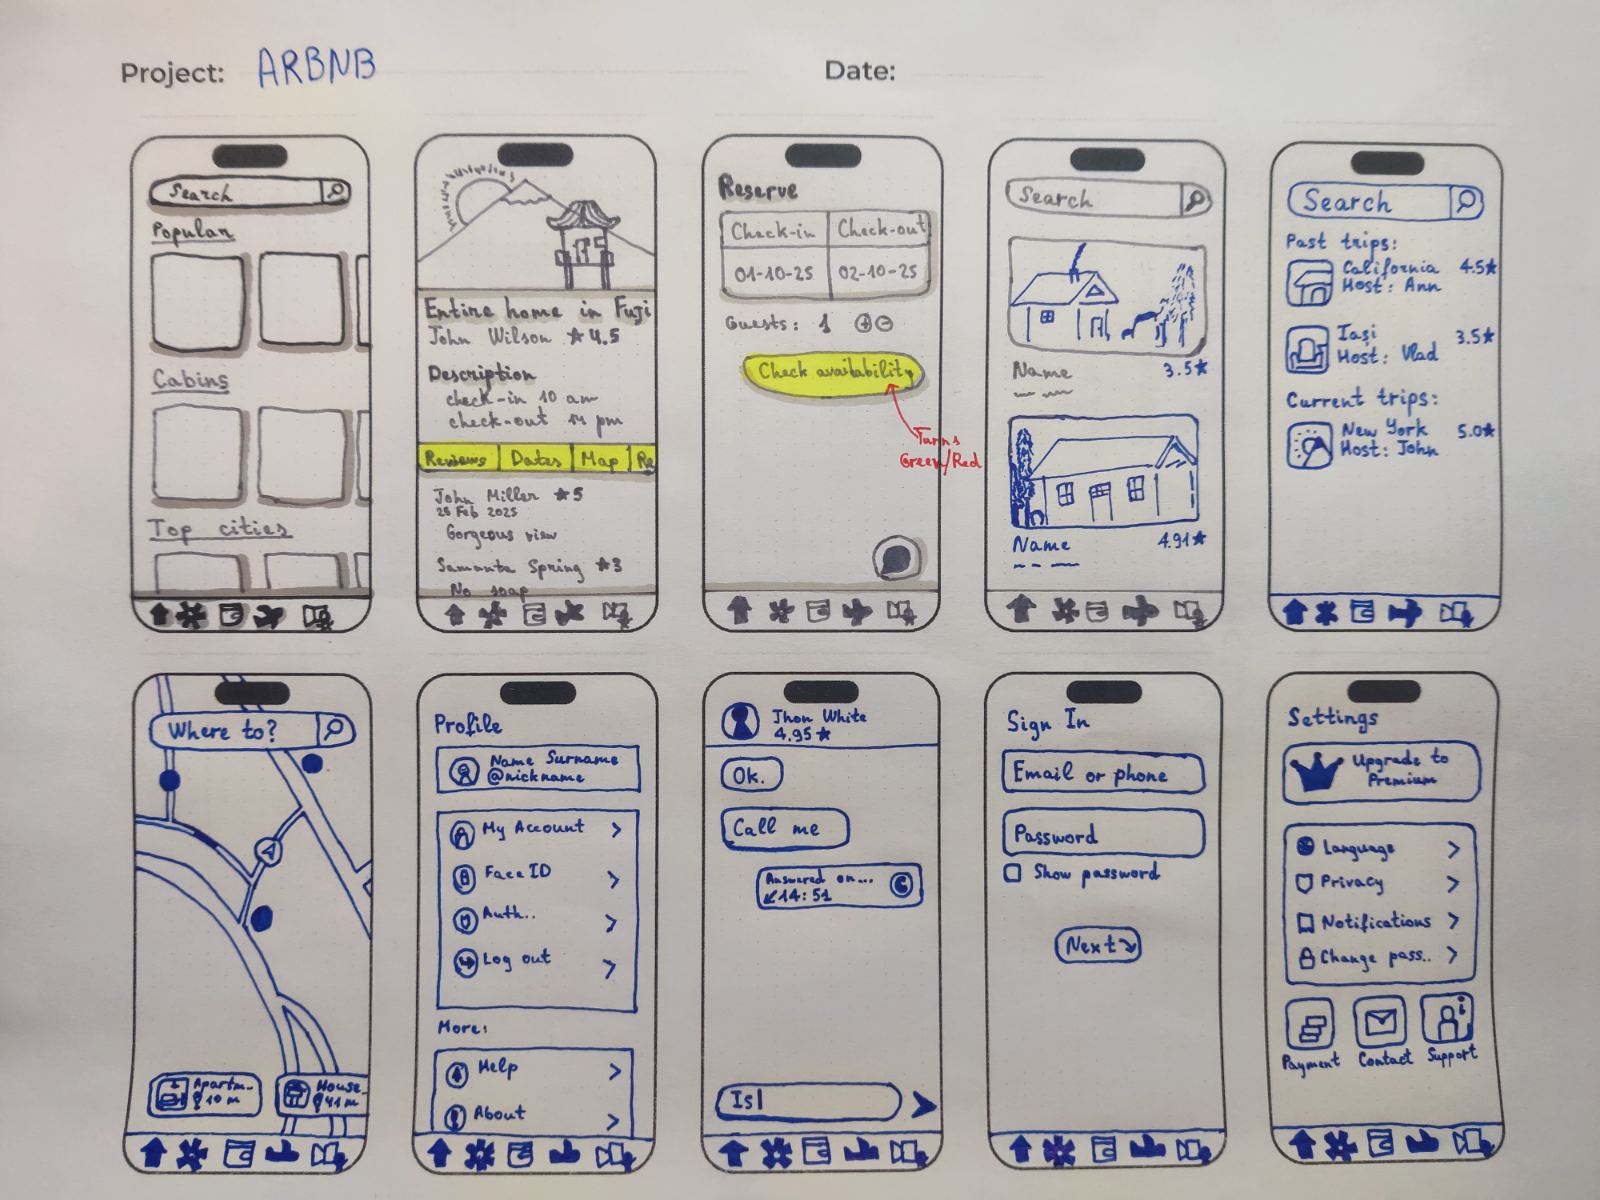 Project: ARBNB
Date:
Search
Popular
Cabins
Top cities
Entire home in Fuji
John Wilson ★4.5
Description
check-in 10 am
check-out 14 pm
Reviews Dates Map Re
John Miller ★5
25 Feb 2025
Gorgeous view
Samanta Spring ★3
No soap
Reserve
Check-in Check-out
01-10-25 02-10-25
Guests: 1
Check availability
Turns
Green/Red
Search
Name 3.5★
Name 4.91★
Search
Past trips:
California 4.5★
Host: Ann
Iași 3.5★
Host: Vlad
Current trips:
New York 5.0★
Host: John
Where to?
Apartm..
10 m
House..
41 m
Profile
Name Surname
@nickname
My Account
Face ID
Auth..
Log out
More:
Help
About
Jhon White
4.95★
Ok.
Call me
Answered on...
↙14:51
Is|
Sign In
Email or phone
Password
Show password
Next
Settings
Upgrade to
Premium
Language
Privacy
Notifications
Change pass..
Payment Contact Support